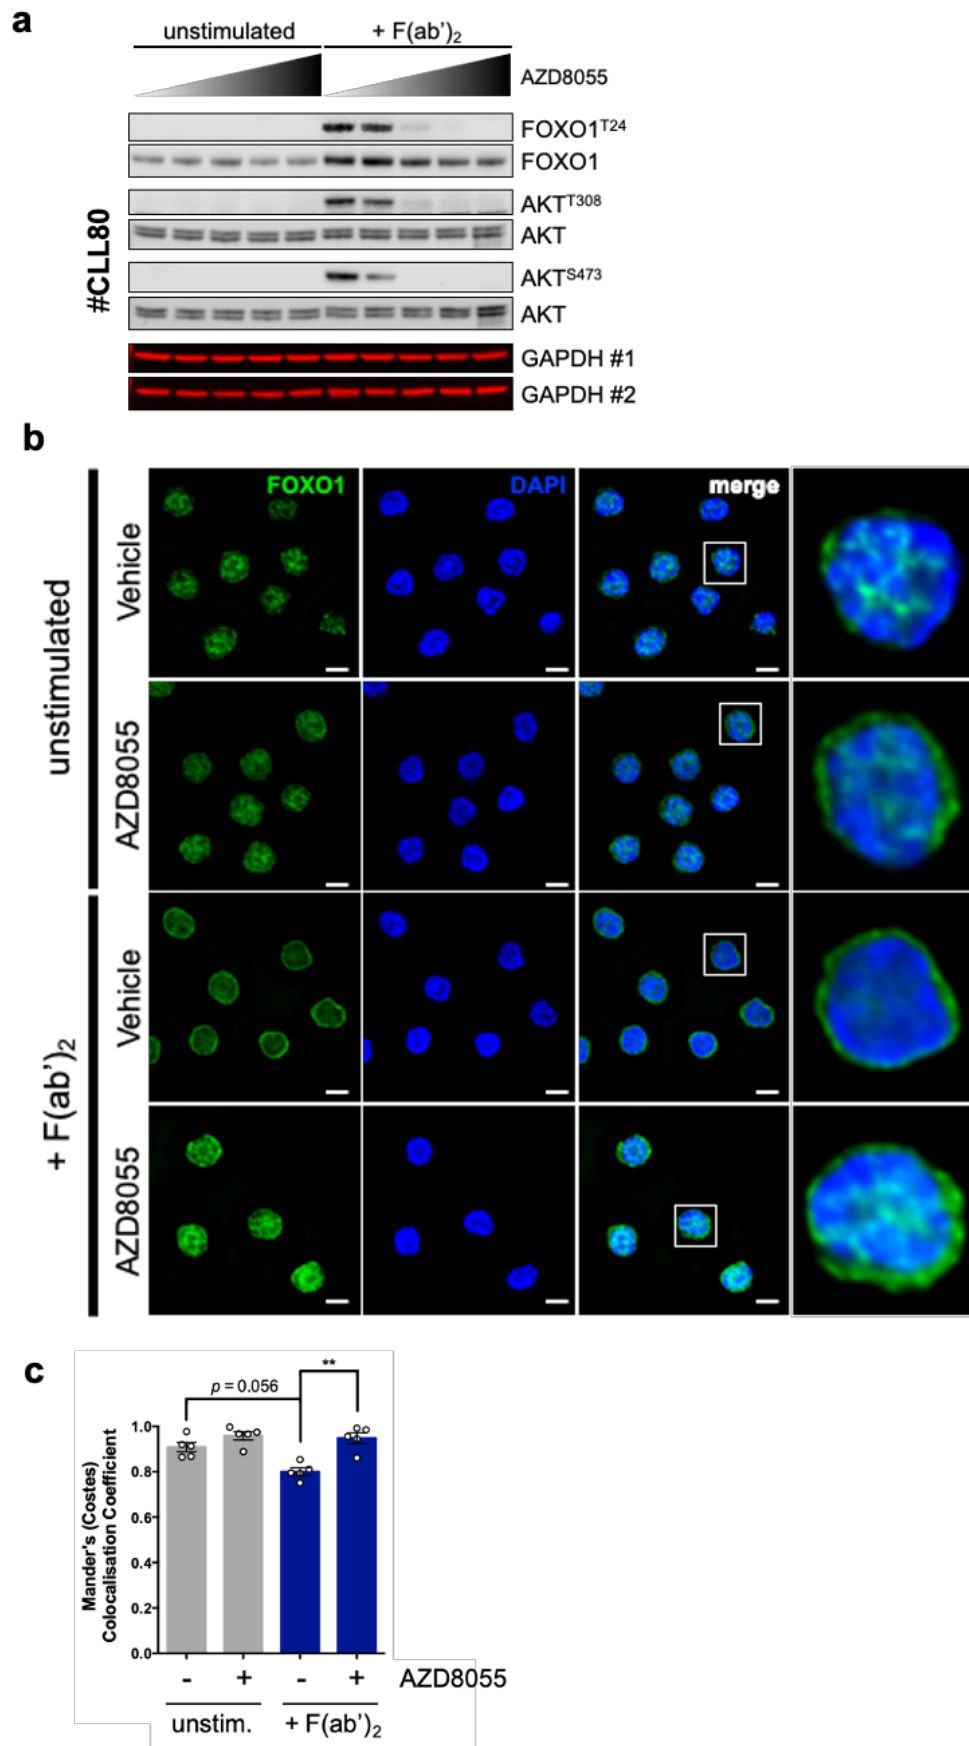 a
unstimulated
+ F(ab’)₂
AZD8055
FOXO1ᵀ²⁴
FOXO1
AKTᵀ³⁰⁸
AKT
AKTˢ⁴⁷³
AKT
#CLL80
GAPDH #1
GAPDH #2
b
FOXO1
DAPI
merge
unstimulated
Vehicle
AZD8055
+ F(ab’)₂
Vehicle
AZD8055
c
**
p = 0.056
Mander's (Costes)
Colocalisation Coefficient
1.0
0.8
0.6
0.4
0.2
0.0
- + - + AZD8055
unstim. + F(ab’)₂